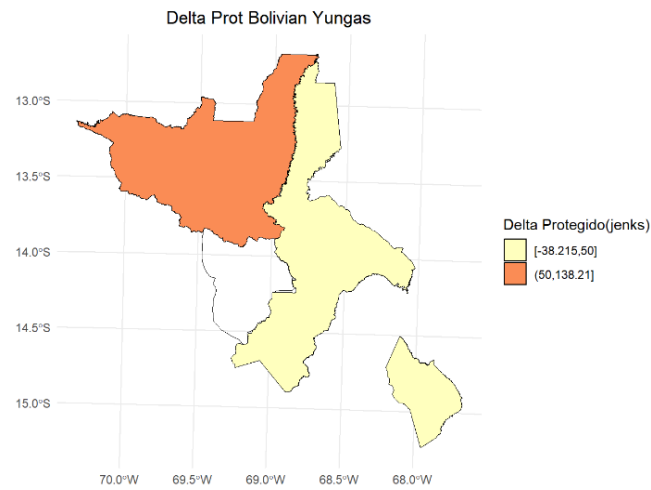 Delta Prot Bolivian Yungas
13.0°S
13.5°S
14.0°S
14.5°S
15.0°S
70.0°W
69.5°W
69.0°W
68.5°W
68.0°W
Delta Protegido(jenks)
[-38.215,50]
(50,138.21]